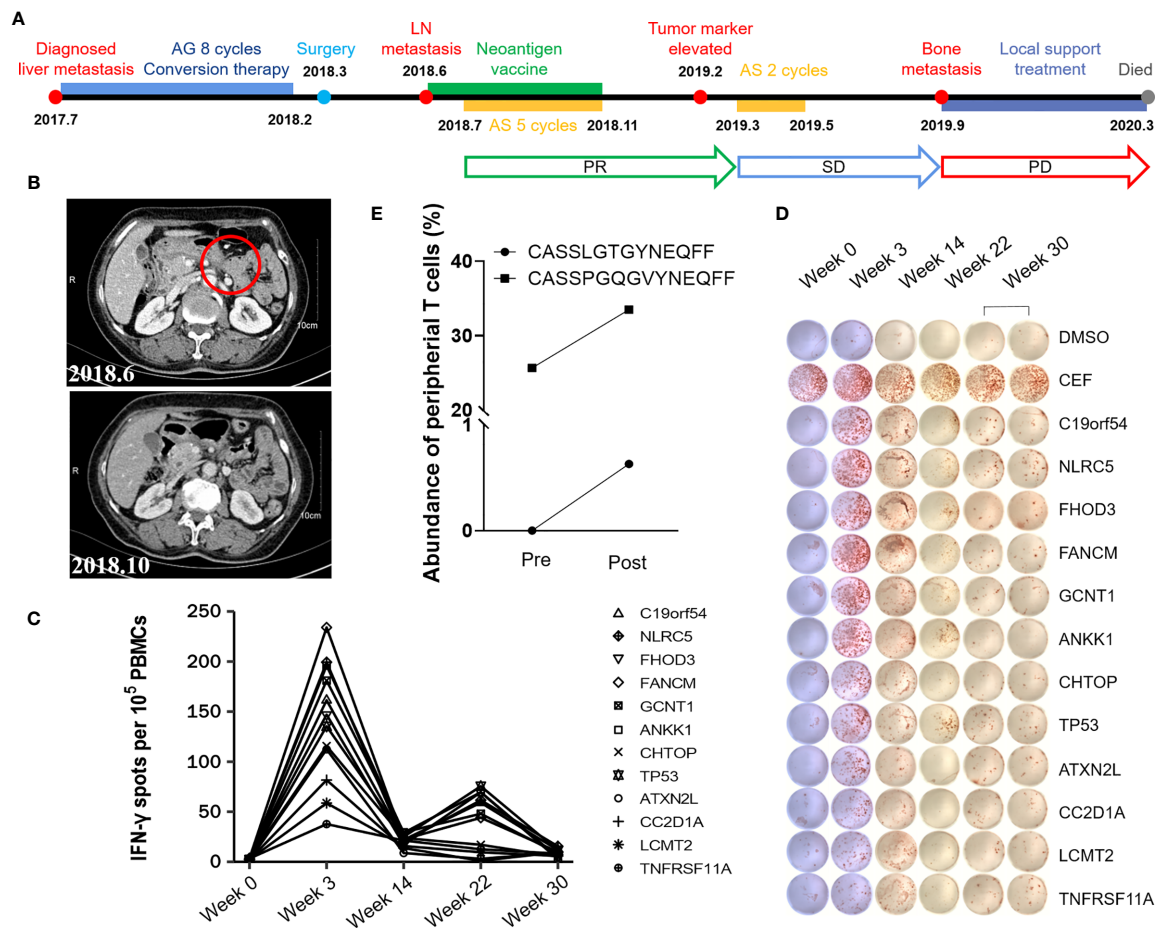 A
Diagnosed
liver metastasis
AG 8 cycles
Conversion therapy
Surgery
2018.3
LN
metastasis
2018.6
Neoantigen
vaccine
Tumor marker
elevated
2019.2
AS 2 cycles
Bone
metastasis
Local support
treatment
Died
2017.7
2018.2
2018.7
AS 5 cycles
2018.11
2019.3
2019.5
2019.9
2020.3
PR
SD
PD
B
R
10cm
2018.6
R
10cm
2018.10
E
Abundance of peripherial T cells (%)
CASSLGTGYNEQFF
CASSPGQGVYNEQFF
40
30
20
1
0
Pre
Post
D
Week 0
Week 3
Week 14
Week 22
Week 30
DMSO
CEF
C19orf54
NLRC5
FHOD3
FANCM
GCNT1
ANKK1
CHTOP
TP53
ATXN2L
CC2D1A
LCMT2
TNFRSF11A
C
IFN-γ spots per 10⁵ PBMCs
250
200
150
100
50
0
Week 0
Week 3
Week 14
Week 22
Week 30
C19orf54
NLRC5
FHOD3
FANCM
GCNT1
ANKK1
CHTOP
TP53
ATXN2L
CC2D1A
LCMT2
TNFRSF11A